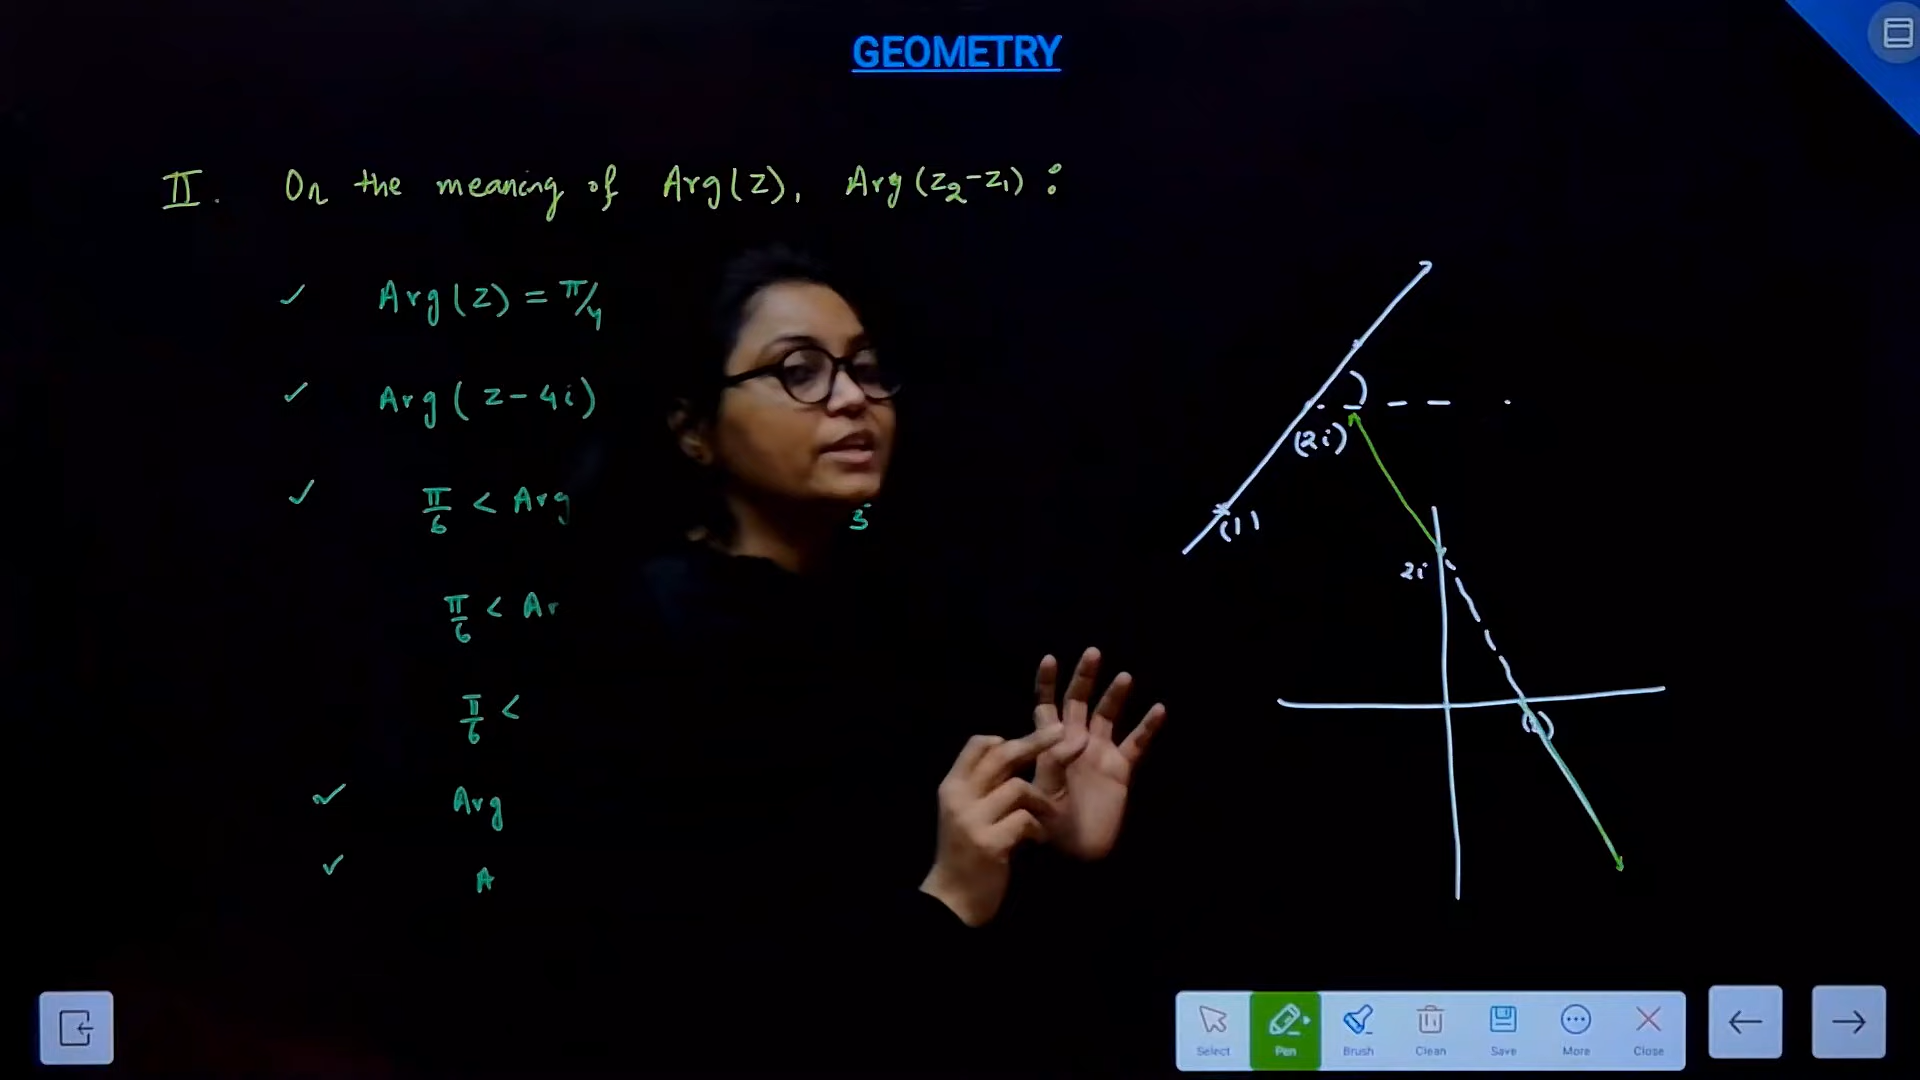 GEOMETRY
II. On the meaning of Arg(z), Arg(z₂-z₁) :
✓ Arg(z) = π/4
✓ Arg(z-4i)
✓ π/6 < Arg
3
π/6 < Ar
π/6 <
✓ Arg
✓ A
(2i)
(1)
2i
Select Pen Brush Clean Save More Close